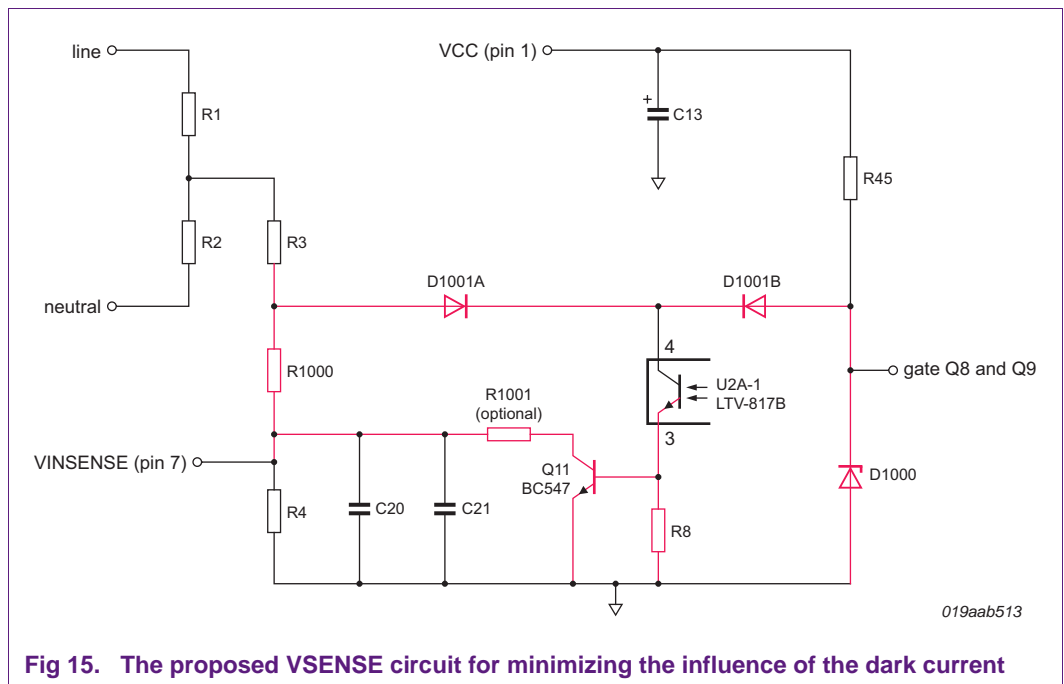 line
VCC (pin 1)
R1
+
C13
R45
R2
R3
D1001A
D1001B
neutral
4
R1000
U2A-1
LTV-817B
gate Q8 and Q9
R1001
(optional)
3
VINSENSE (pin 7)
Q11
BC547
D1000
R4
C20
C21
R8
019aab513
Fig 15. The proposed VSENSE circuit for minimizing the influence of the dark current